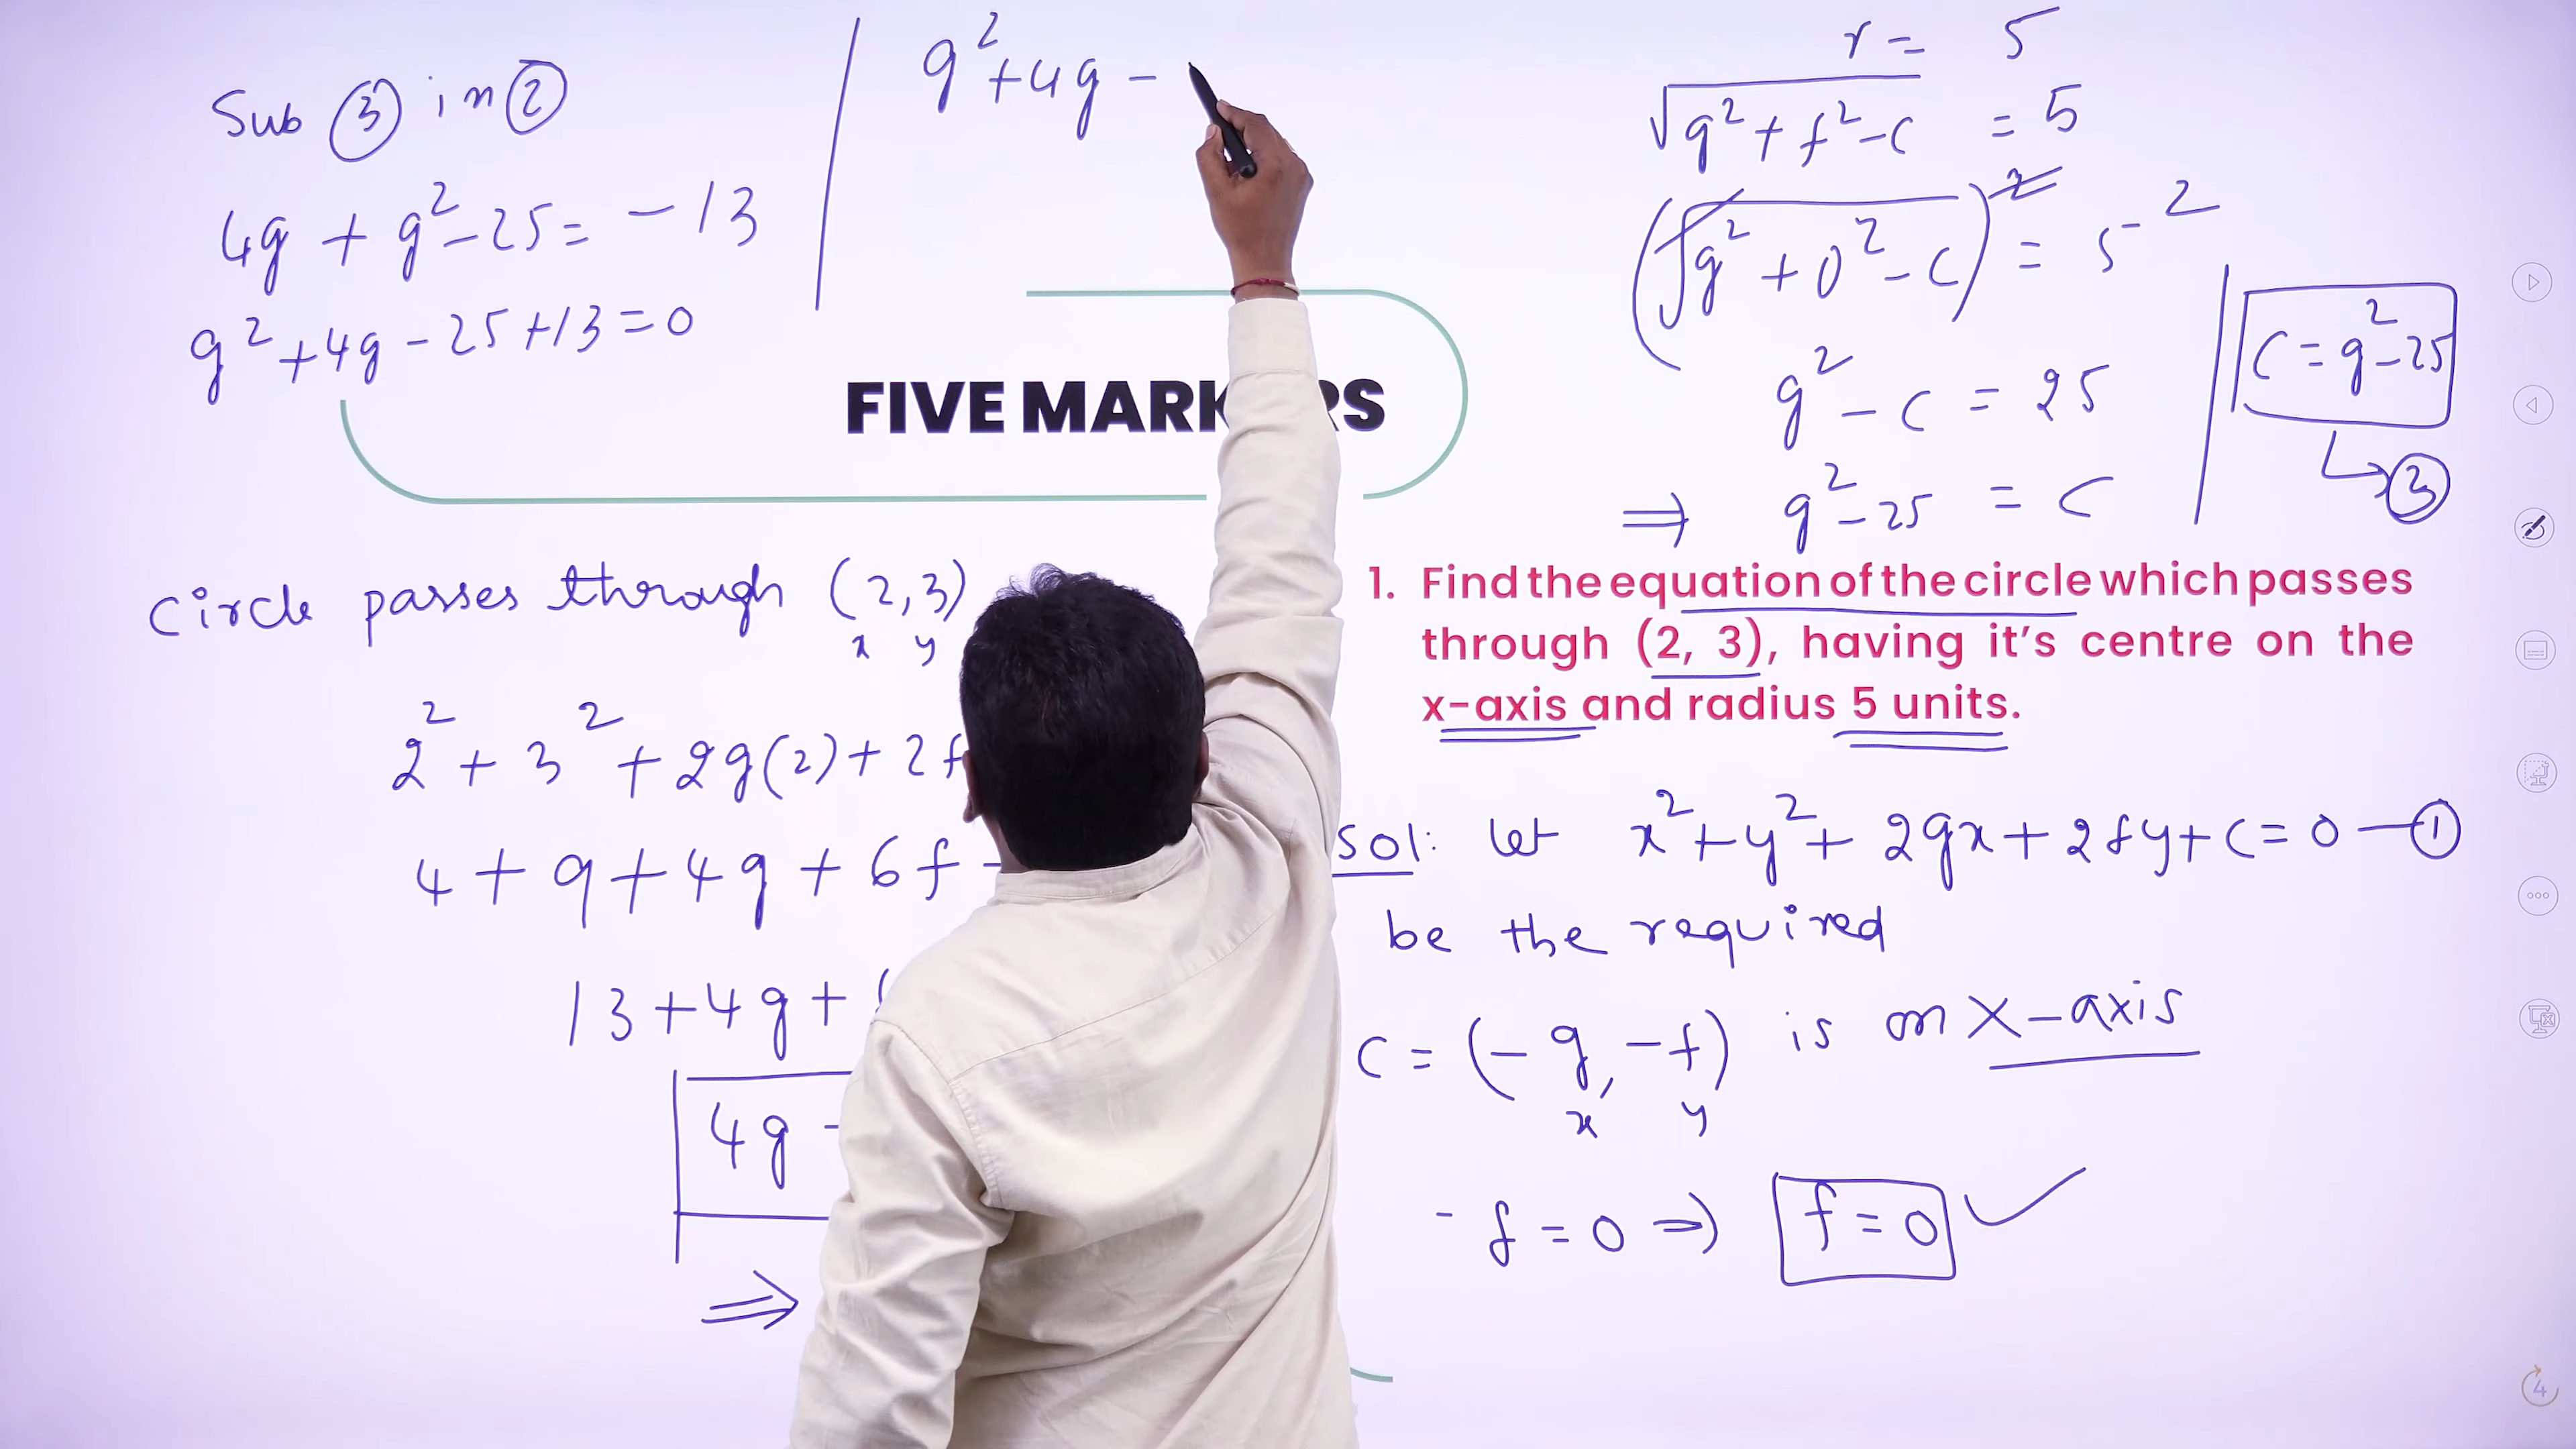 Sub ③ in ②
4g + g²-25 = -13
g²+4g-25+13=0
g²+4g-
r = 5
√g²+f²-c = 5
(√g²+0²-c)² = 5²
g²-c = 25
⇒ g²-25 = c
c = g²-25
↳ ③
FIVE MARK RS
circle passes through (2,3)
x y
2² + 3² + 2g(2) + 2f
4 + 9 + 4g + 6f
13 + 4g +
4g -
⇒
1. Find the equation of the circle which passes
through (2, 3), having it's centre on the
x-axis and radius 5 units.
Sol: Let x²+y²+2gx+2fy+c=0 —①
be the required
C = (-g, -f) is on X-axis
x y
-f = 0 ⇒ f = 0 ✓
4